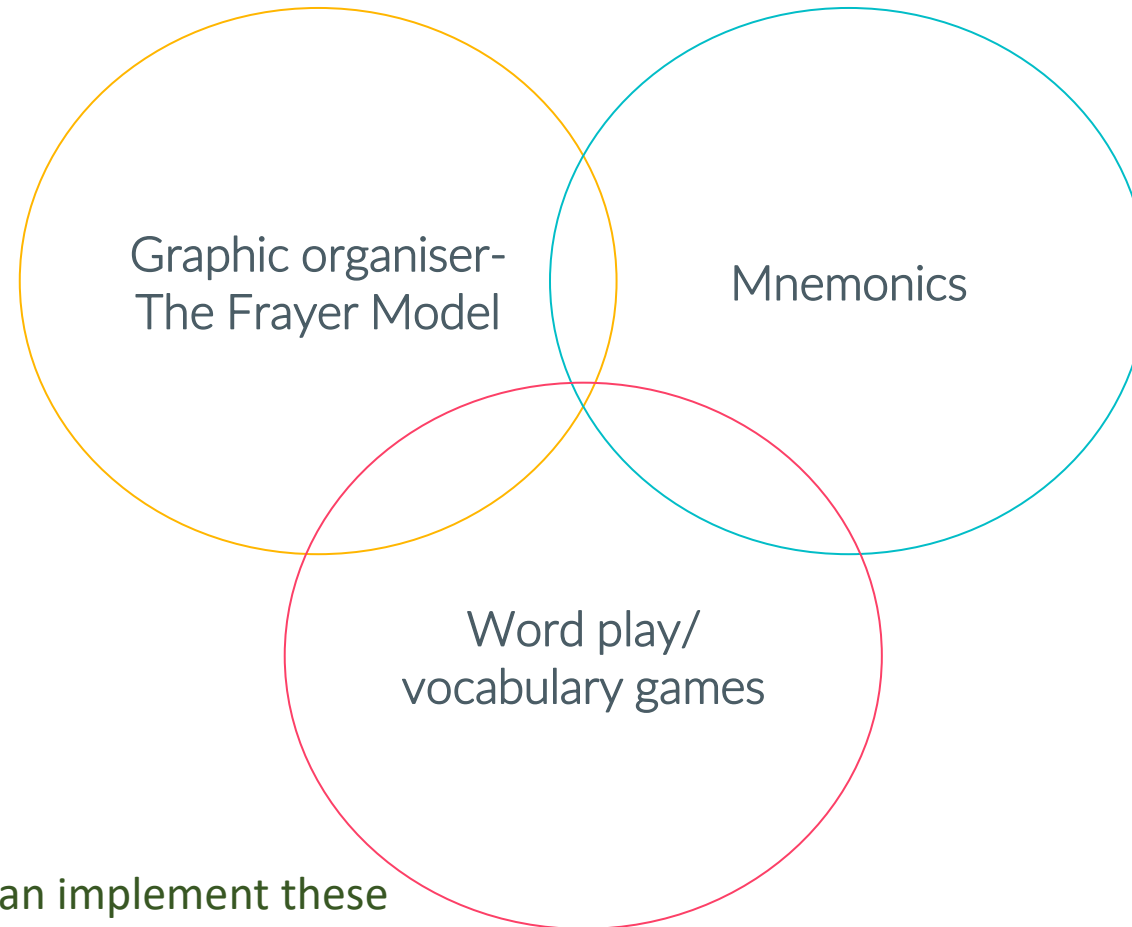 Graphic organiser-
The Frayer Model
Mnemonics
Word play/
vocabulary games
an implement these